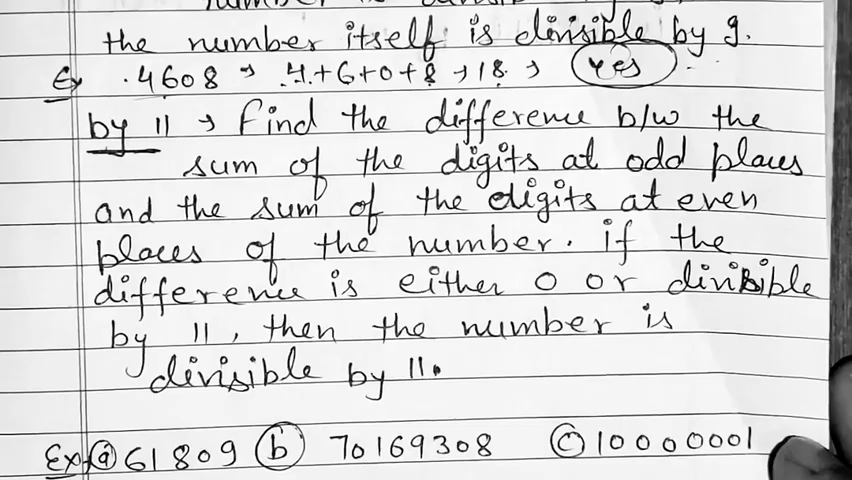 the number itself is divisible by 9.
Ex .4608 → 4+6+0+8 → 18 → Yes
by 11 → find the difference b/w the
sum of the digits at odd places
and the sum of the digits at even
places of the number. if the
difference is either 0 or divisible
by 11, then the number is
divisible by 11.
Ex. (a) 61809 (b) 70169308 (c) 10000001